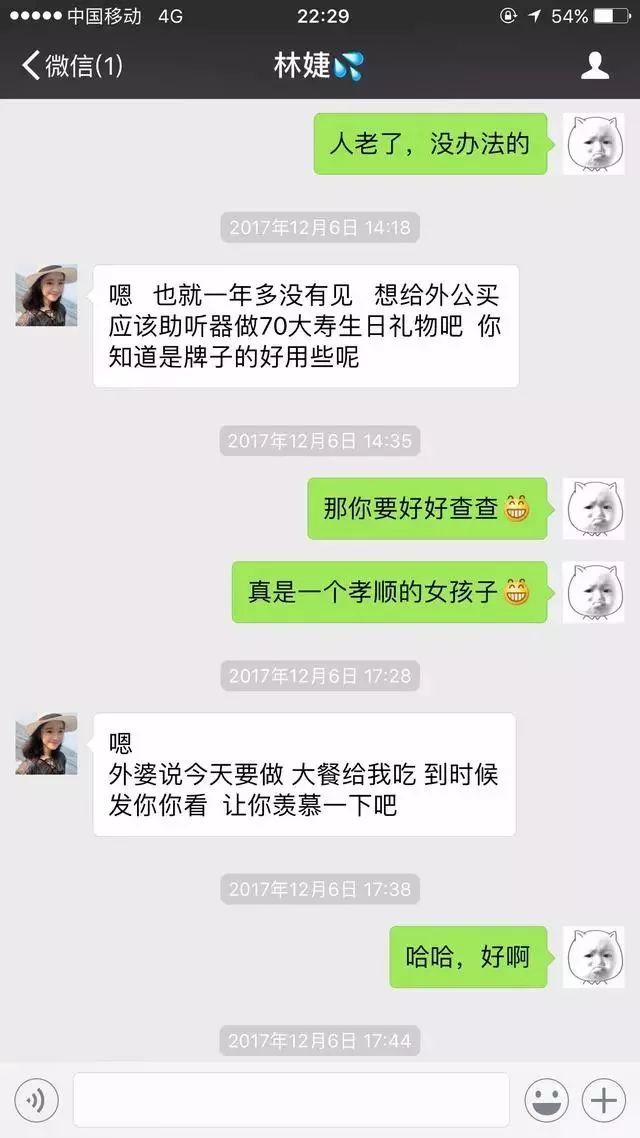 中国移动 4G 22:29 54%
微信(1) 林婕💦
人老了，没办法的
2017年12月6日 14:18
嗯 也就一年多没有见 想给外公买
应该助听器做70大寿生日礼物吧 你
知道是牌子的好用些呢
2017年12月6日 14:35
那你要好好查查😁
真是一个孝顺的女孩子😁
2017年12月6日 17:28
嗯
外婆说今天要做 大餐给我吃 到时候
发你你看 让你羡慕一下吧
2017年12月6日 17:38
哈哈，好啊
2017年12月6日 17:44